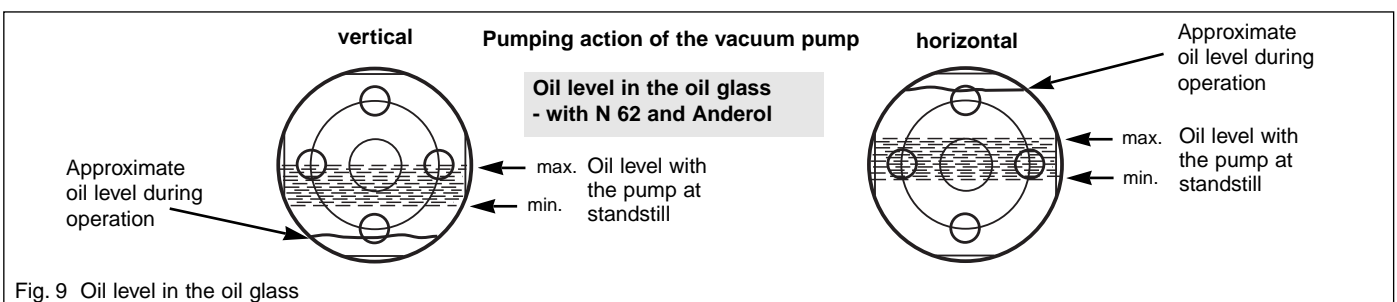 vertical
Pumping action of the vacuum pump
horizontal
Oil level in the oil glass
- with N 62 and Anderol
Approximate
oil level during
operation
max.
min.
Oil level with
the pump at
standstill
Approximate
oil level during
operation
max.
min.
Oil level with
the pump at
standstill
Fig. 9 Oil level in the oil glass